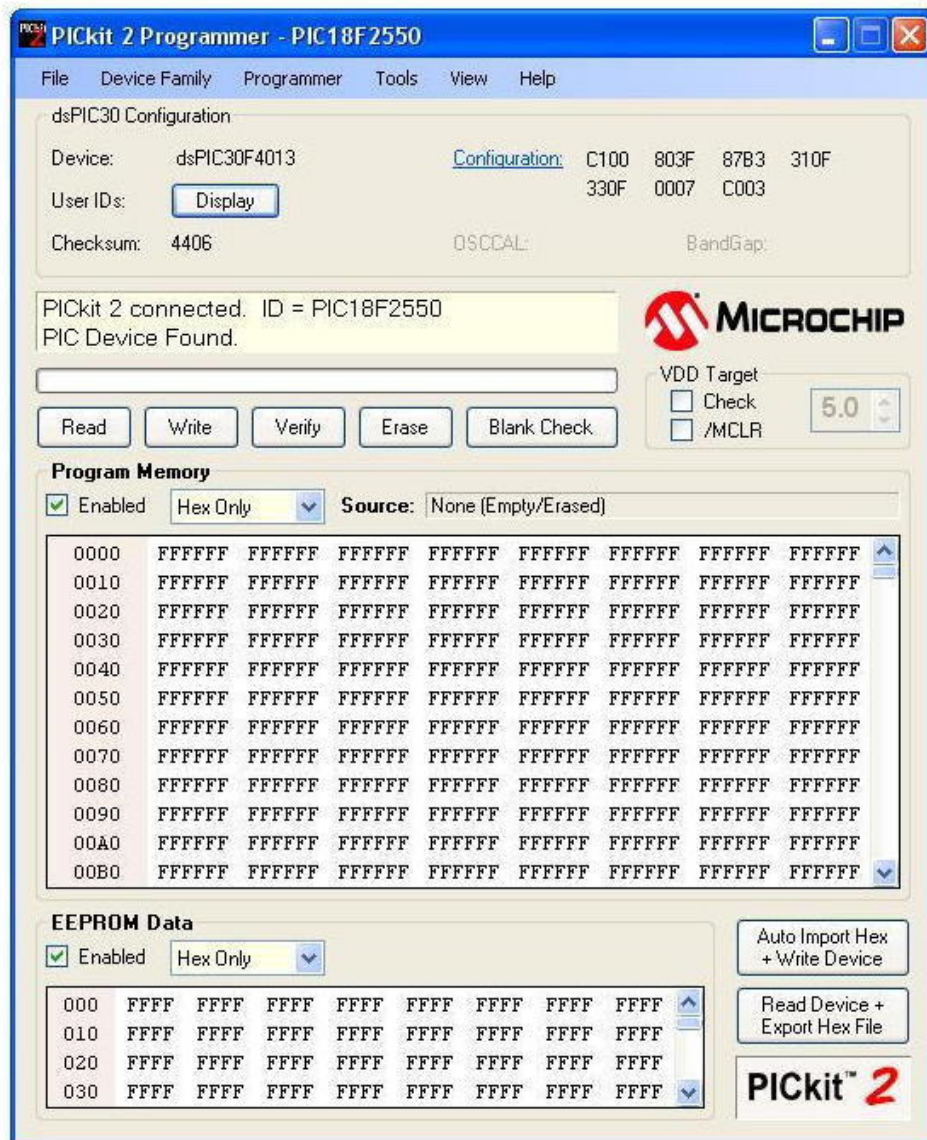 PICkit 2 Programmer - PIC18F2550
File Device Family Programmer Tools View Help
dsPIC30 Configuration
Device: dsPIC30F4013 Configuration: C100 803F 87B3 310F
330F 0007 C003
User IDs: Display
Checksum: 4406 OSCCAL: BandGap:
PICkit 2 connected. ID = PIC18F2550
PIC Device Found.
MICROCHIP
VDD Target
Check
/MCLR
5.0
Read Write Verify Erase Blank Check
Program Memory
Enabled Hex Only Source: None (Empty/Erased)
0000 FFFFFF FFFFFF FFFFFF FFFFFF FFFFFF FFFFFF FFFFFF FFFFFF
0010 FFFFFF FFFFFF FFFFFF FFFFFF FFFFFF FFFFFF FFFFFF FFFFFF
0020 FFFFFF FFFFFF FFFFFF FFFFFF FFFFFF FFFFFF FFFFFF FFFFFF
0030 FFFFFF FFFFFF FFFFFF FFFFFF FFFFFF FFFFFF FFFFFF FFFFFF
0040 FFFFFF FFFFFF FFFFFF FFFFFF FFFFFF FFFFFF FFFFFF FFFFFF
0050 FFFFFF FFFFFF FFFFFF FFFFFF FFFFFF FFFFFF FFFFFF FFFFFF
0060 FFFFFF FFFFFF FFFFFF FFFFFF FFFFFF FFFFFF FFFFFF FFFFFF
0070 FFFFFF FFFFFF FFFFFF FFFFFF FFFFFF FFFFFF FFFFFF FFFFFF
0080 FFFFFF FFFFFF FFFFFF FFFFFF FFFFFF FFFFFF FFFFFF FFFFFF
0090 FFFFFF FFFFFF FFFFFF FFFFFF FFFFFF FFFFFF FFFFFF FFFFFF
00A0 FFFFFF FFFFFF FFFFFF FFFFFF FFFFFF FFFFFF FFFFFF FFFFFF
00B0 FFFFFF FFFFFF FFFFFF FFFFFF FFFFFF FFFFFF FFFFFF FFFFFF
EEPROM Data
Enabled Hex Only
000 FFFF FFFF FFFF FFFF FFFF FFFF FFFF FFFF
010 FFFF FFFF FFFF FFFF FFFF FFFF FFFF FFFF
020 FFFF FFFF FFFF FFFF FFFF FFFF FFFF FFFF
030 FFFF FFFF FFFF FFFF FFFF FFFF FFFF FFFF
Auto Import Hex
+ Write Device
Read Device +
Export Hex File
PICkit™ 2